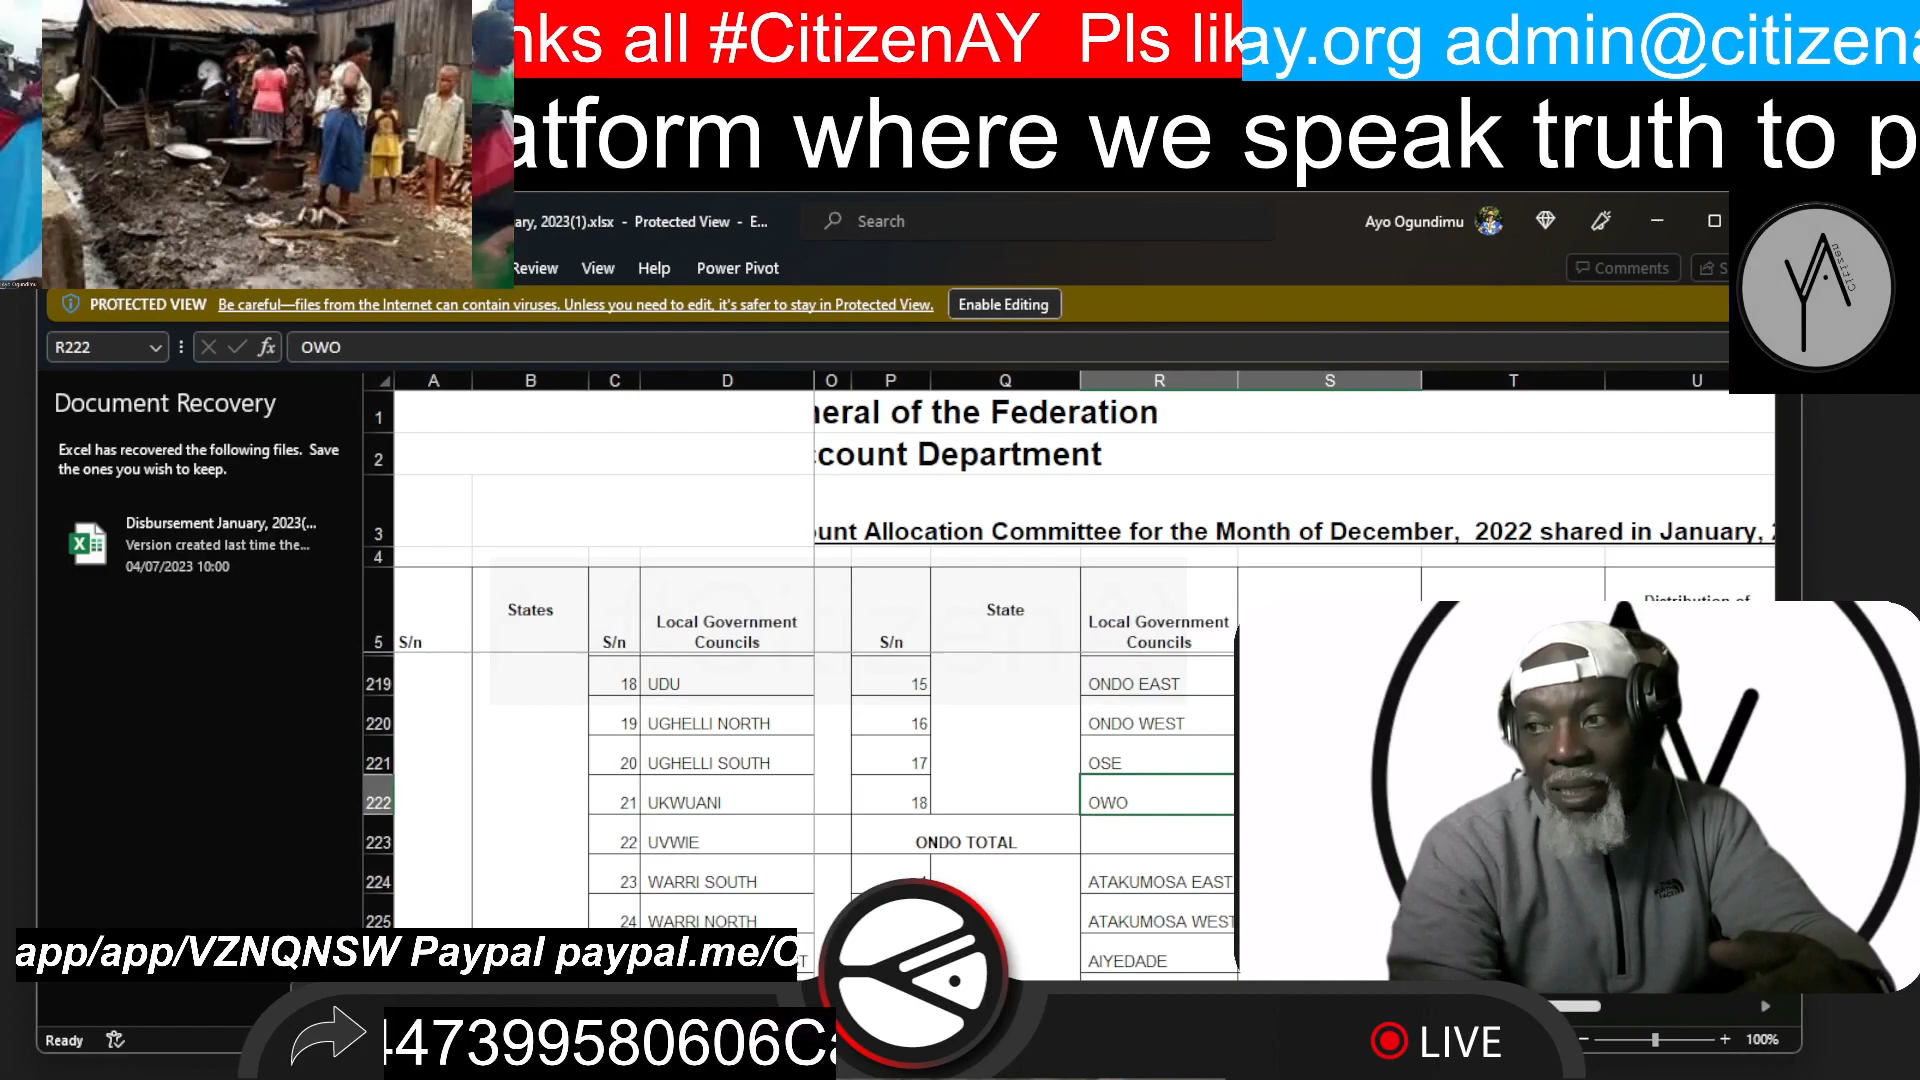 nks all #CitizenAY Pls lik
ay.org admin@citizena
atform where we speak truth to p
ary, 2023(1).xlsx - Protected View - E...
Search
Ayo Ogundimu
Review View Help Power Pivot
Comments
PROTECTED VIEW Be careful—files from the Internet can contain viruses. Unless you need to edit, it's safer to stay in Protected View. Enable Editing
R222
fx
OWO
Document Recovery
Excel has recovered the following files. Save
the ones you wish to keep.
Disbursement January, 2023(...
Version created last time the...
04/07/2023 10:00
A B C D O P Q R S T U
1 neral of the Federation
2 ccount Department
3 ount Allocation Committee for the Month of December, 2022 shared in January,
4
5 S/n States S/n Local Government Councils S/n State Local Government Councils
219 18 UDU 15 ONDO EAST
220 19 UGHELLI NORTH 16 ONDO WEST
221 20 UGHELLI SOUTH 17 OSE
222 21 UKWUANI 18 OWO
223 22 UVWIE ONDO TOTAL
224 23 WARRI SOUTH ATAKUMOSA EAST
225 24 WARRI NORTH ATAKUMOSA WEST
AIYEDADE
app/app/VZNQNSW Paypal paypal.me/C
Ready
447399580606Ca
LIVE
100%
YA
Citizen